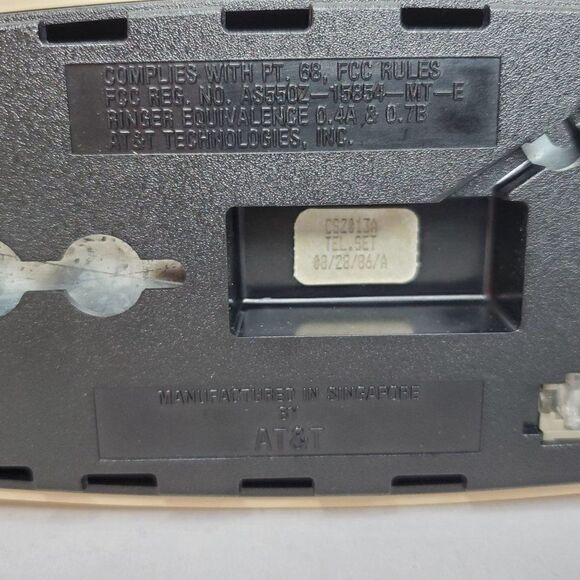 COMPLIES WITH PT. 68, FCC RULES
FCC REG. NO. AS550Z-15854-MT-E
RINGER EQUIVALENCE 0.4A & 0.7B
AT&T TECHNOLOGIES, INC.
CS2013A
TEL.SET
08/28/86/A
MANUFACTURED IN SINGAPORE
BY
AT&T